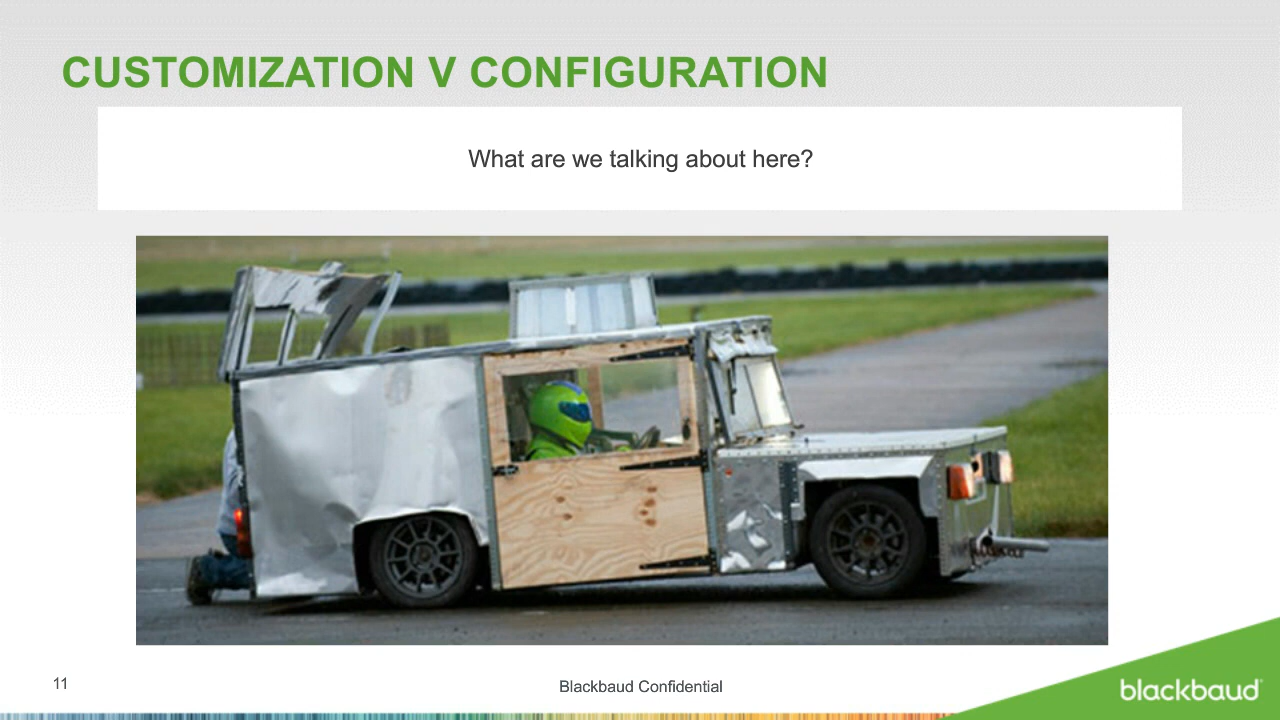 CUSTOMIZATION V CONFIGURATION
What are we talking about here?
11
Blackbaud Confidential
blackbaud